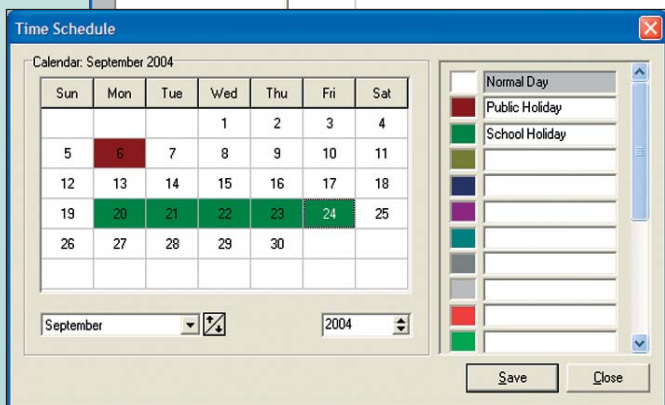 Time Schedule
Calendar: September 2004
Sun Mon Tue Wed Thu Fri Sat
1 2 3 4
5 6 7 8 9 10 11
12 13 14 15 16 17 18
19 20 21 22 23 24 25
26 27 28 29 30
September 2004
Normal Day
Public Holiday
School Holiday
Save Close